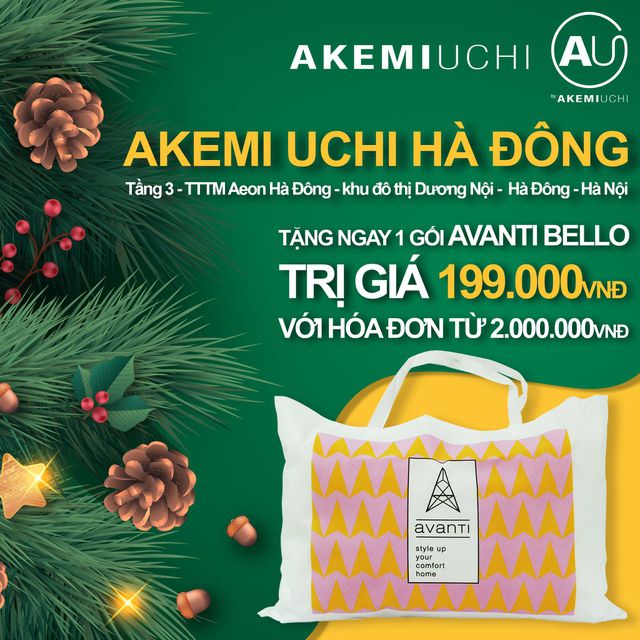 AKEMIUCHI
AU
by AKEMIUCHI
AKEMI UCHI HÀ ĐÔNG
Tầng 3 - TTTM Aeon Hà Đông - khu đô thị Dương Nội - Hà Đông - Hà Nội
TẶNG NGAY 1 GỐI AVANTI BELLO
TRỊ GIÁ 199.000VNĐ
VỚI HÓA ĐƠN TỪ 2.000.000VNĐ
avanti
style up
your
comfort
home